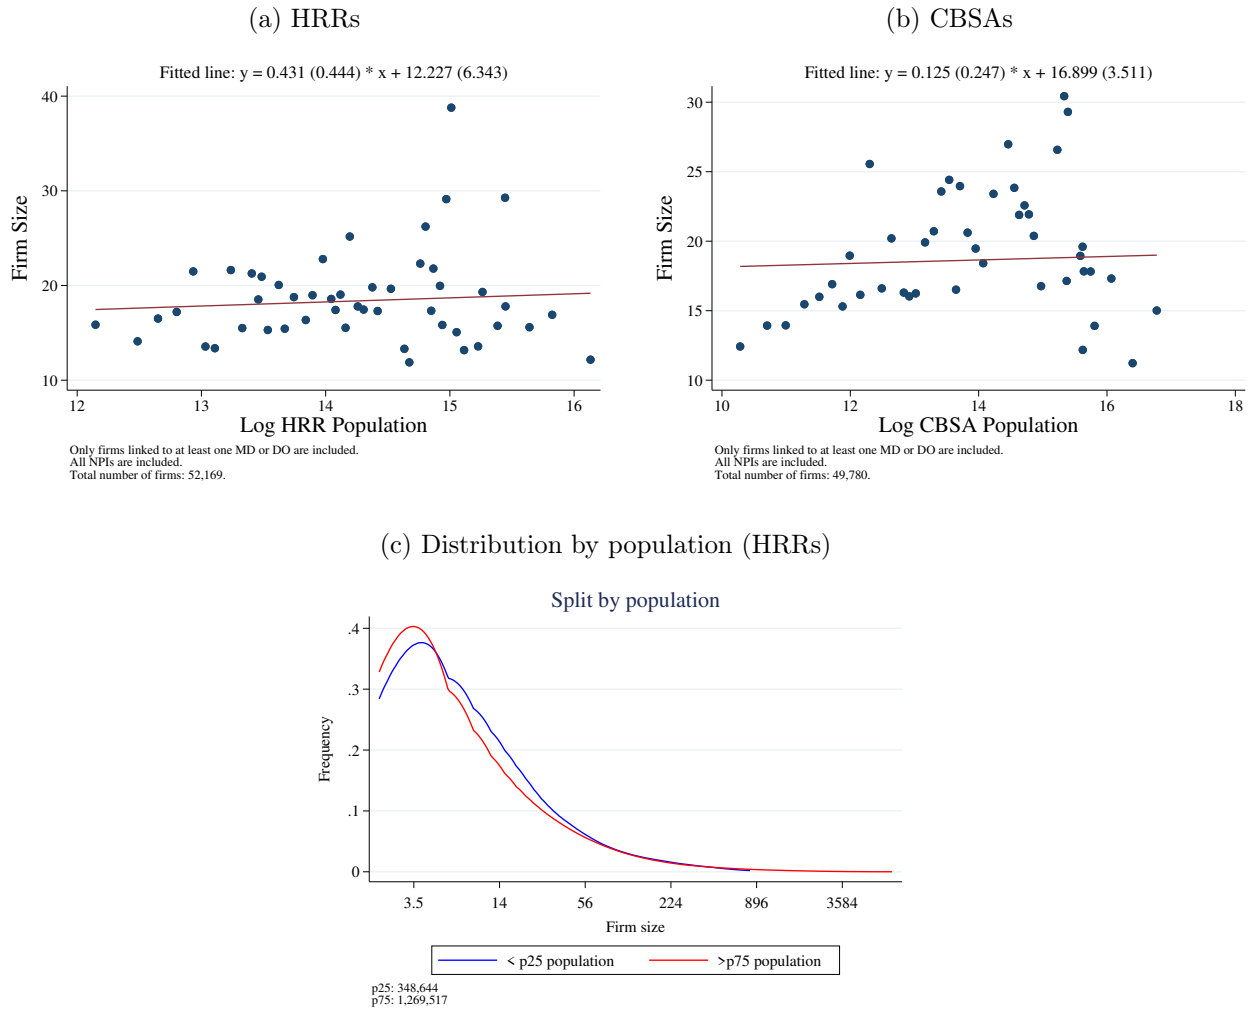 (a) HRRs
Fitted line: y = 0.431 (0.444) * x + 12.227 (6.343)
Firm Size
40
30
20
10
12 13 14 15 16
Log HRR Population
Only firms linked to at least one MD or DO are included.
All NPIs are included.
Total number of firms: 52,169.
(b) CBSAs
Fitted line: y = 0.125 (0.247) * x + 16.899 (3.511)
Firm Size
30
25
20
15
10
10 12 14 16 18
Log CBSA Population
Only firms linked to at least one MD or DO are included.
All NPIs are included.
Total number of firms: 49,780.
(c) Distribution by population (HRRs)
Split by population
Frequency
.4
.3
.2
.1
0
3.5 14 56 224 896 3584
Firm size
< p25 population >p75 population
p25: 348,644
p75: 1,269,517